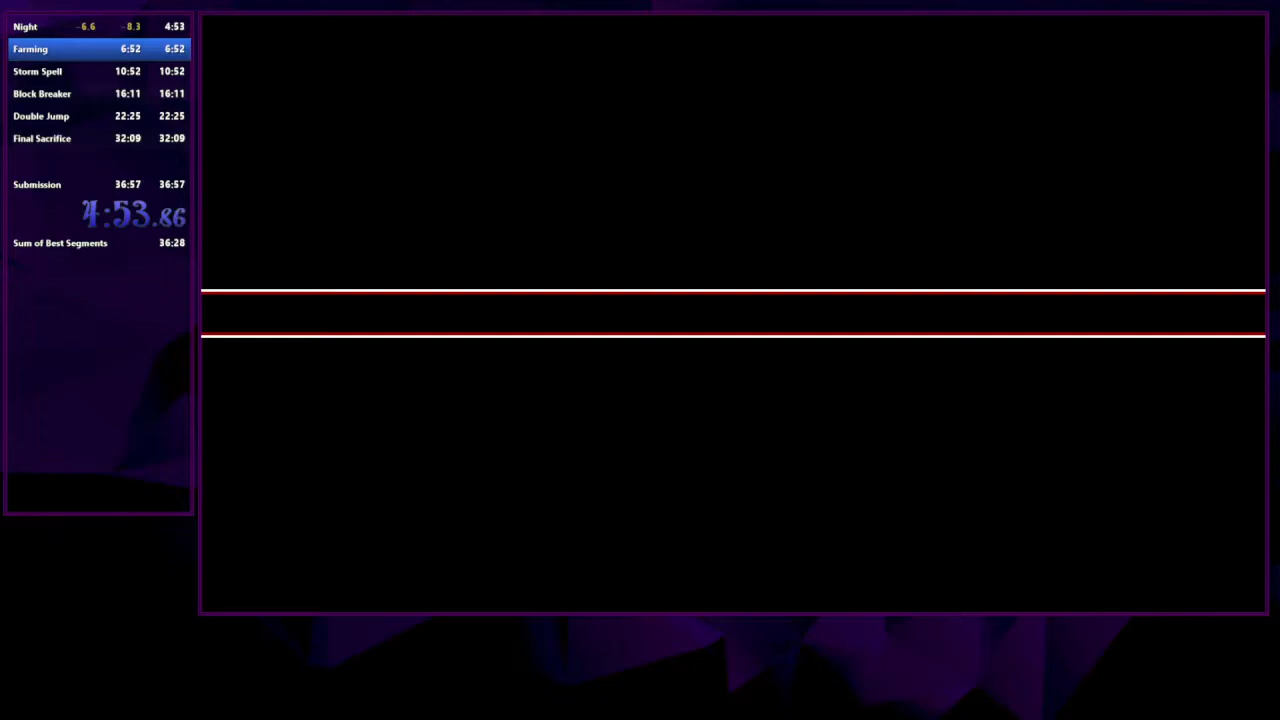 Night -6.6 -8.3 4:53
Farming 6:52 6:52
Storm Spell 10:52 10:52
Block Breaker 16:11 16:11
Double Jump 22:25 22:25
Final Sacrifice 32:09 32:09
Submission 36:57 36:57
4:53.86
Sum of Best Segments 36:28